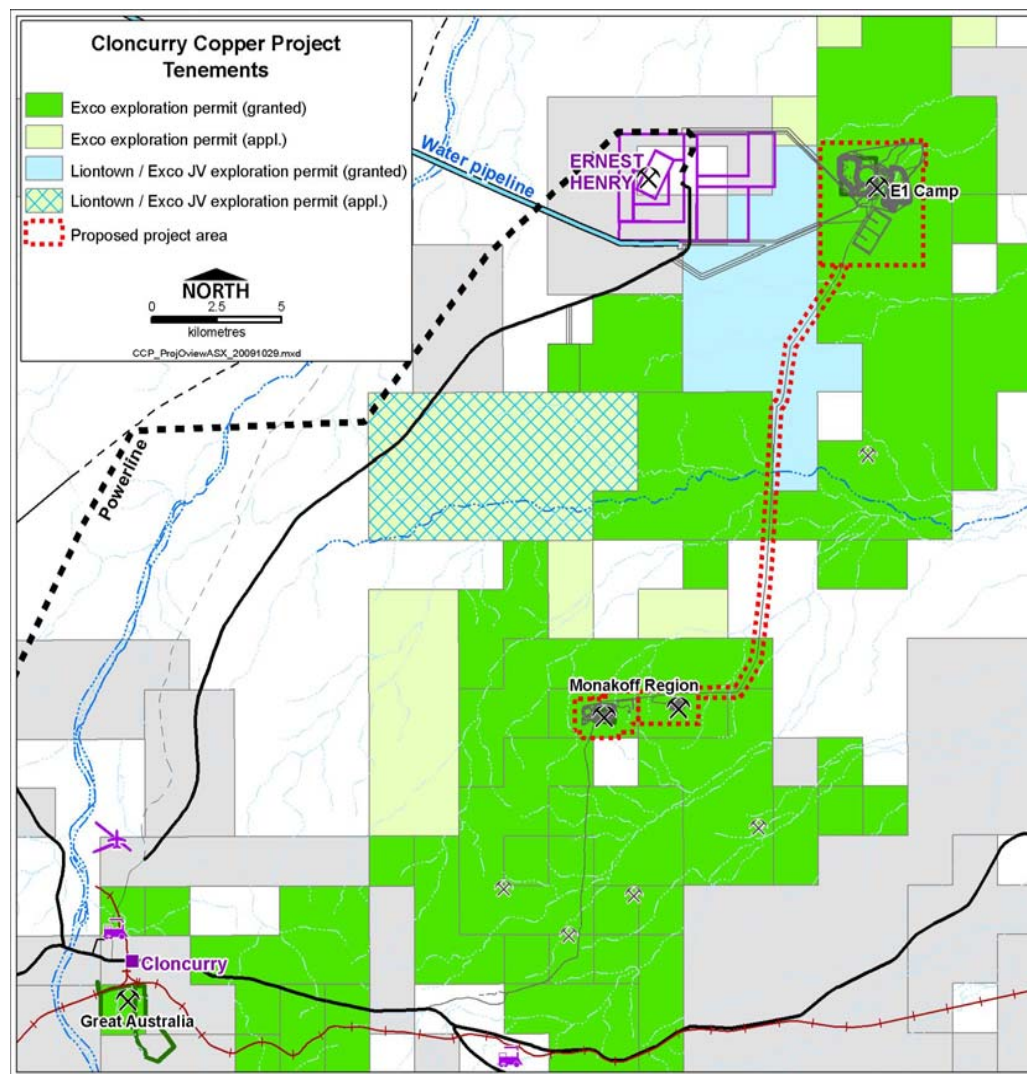 Cloncurry Copper Project
Tenements
Exco exploration permit (granted)
Exco exploration permit (appl.)
Liontown / Exco JV exploration permit (granted)
Liontown / Exco JV exploration permit (appl.)
Proposed project area
NORTH
0 2.5 5
kilometres
CCP_ProjOviewASX_20091029.mxd
Water pipeline
ERNEST
HENRY
E1 Camp
Powerline
Monakoff Region
Cloncurry
Great Australia